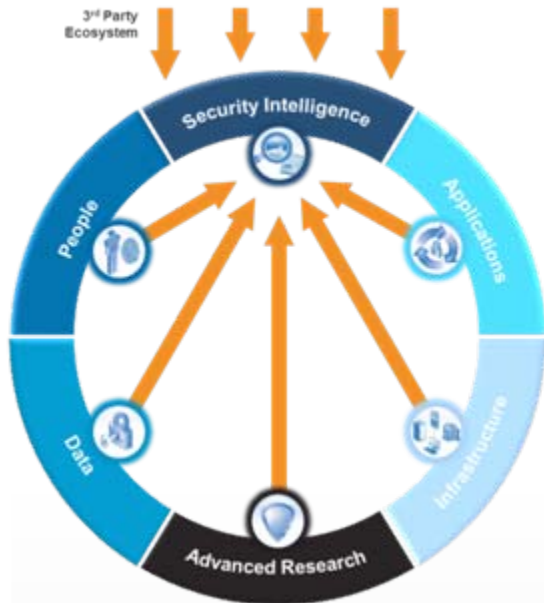 3rd Party
Ecosystem
Security Intelligence
People
Applications
Data
Infrastructure
Advanced Research